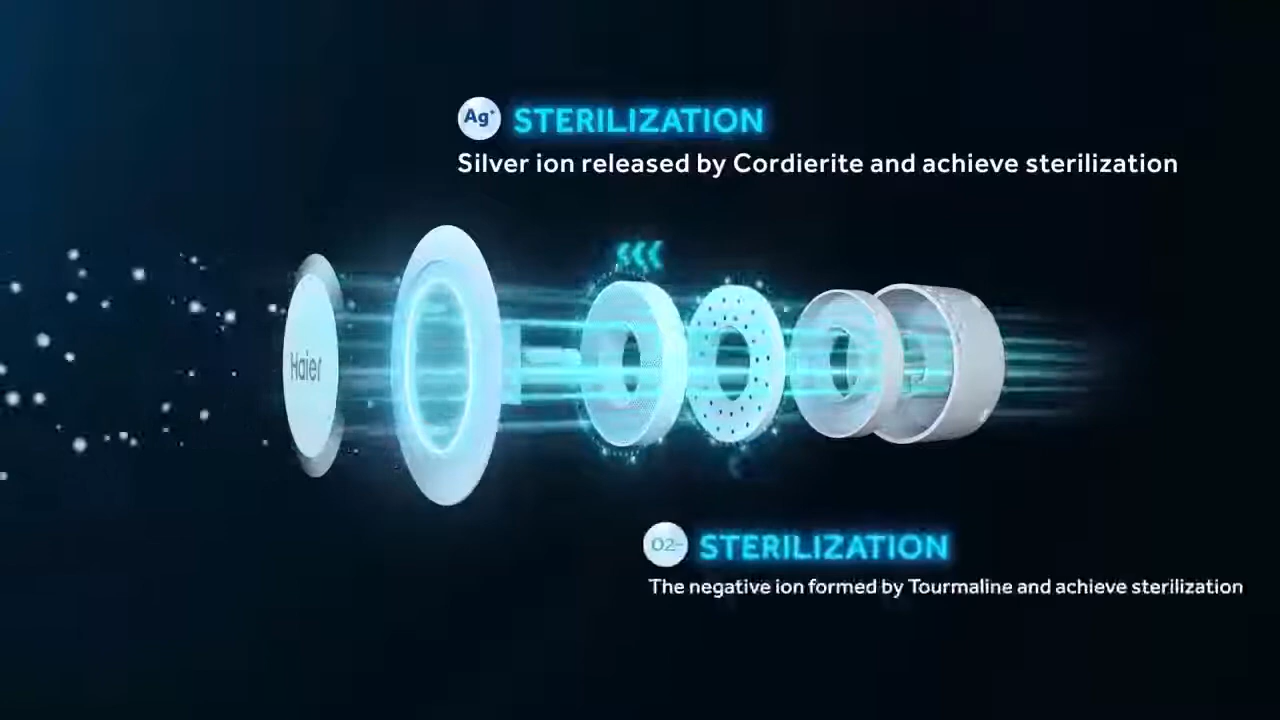 Ag⁺ STERILIZATION
Silver ion released by Cordierite and achieve sterilization
Haier
O2- STERILIZATION
The negative ion formed by Tourmaline and achieve sterilization